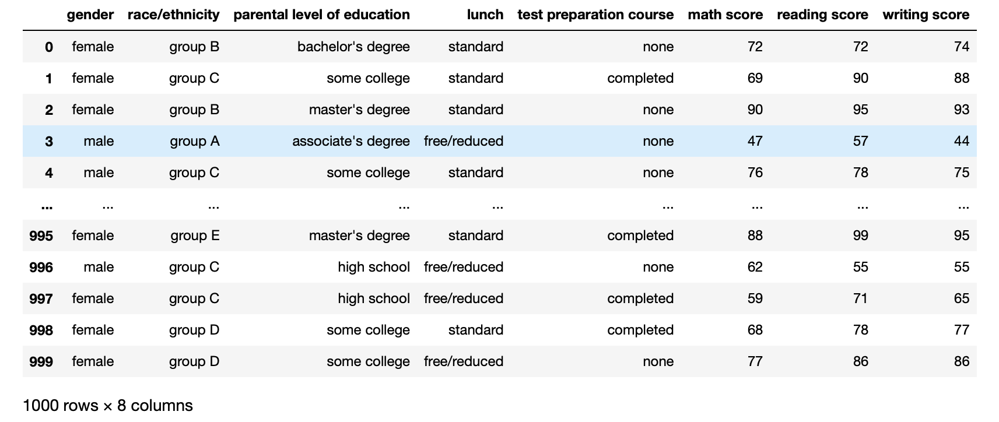 gender race/ethnicity parental level of education lunch test preparation course math score reading score writing score
0 female group B bachelor's degree standard none 72 72 74
1 female group C some college standard completed 69 90 88
2 female group B master's degree standard none 90 95 93
3 male group A associate's degree free/reduced none 47 57 44
4 male group C some college standard none 76 78 75
... ... ... ... ... ... ... ... ...
995 female group E master's degree standard completed 88 99 95
996 male group C high school free/reduced none 62 55 55
997 female group C high school free/reduced completed 59 71 65
998 female group D some college standard completed 68 78 77
999 female group D some college free/reduced none 77 86 86
1000 rows × 8 columns